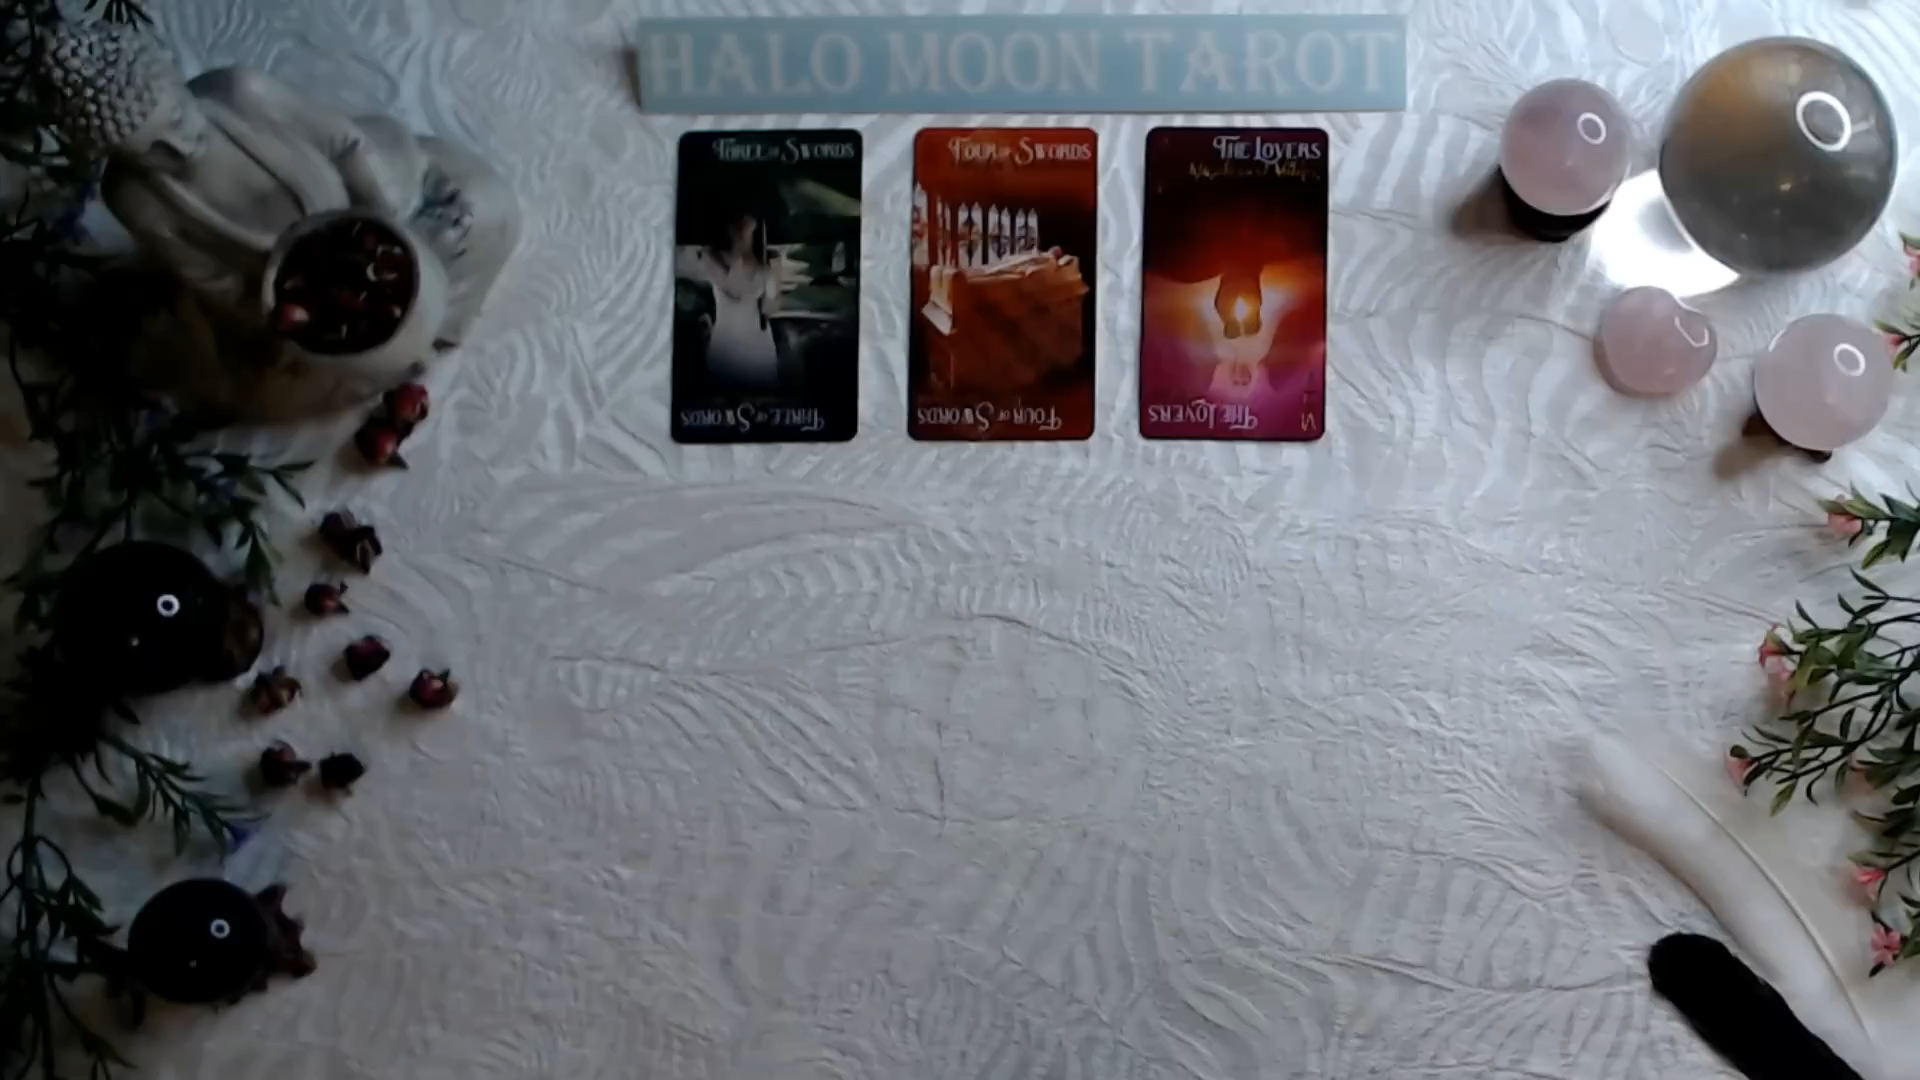 HALO MOON TAROT
THREE OF SWORDS
FOUR OF SWORDS
THE LOVERS
THREE OF SWORDS
FOUR OF SWORDS
THE LOVERS
VI